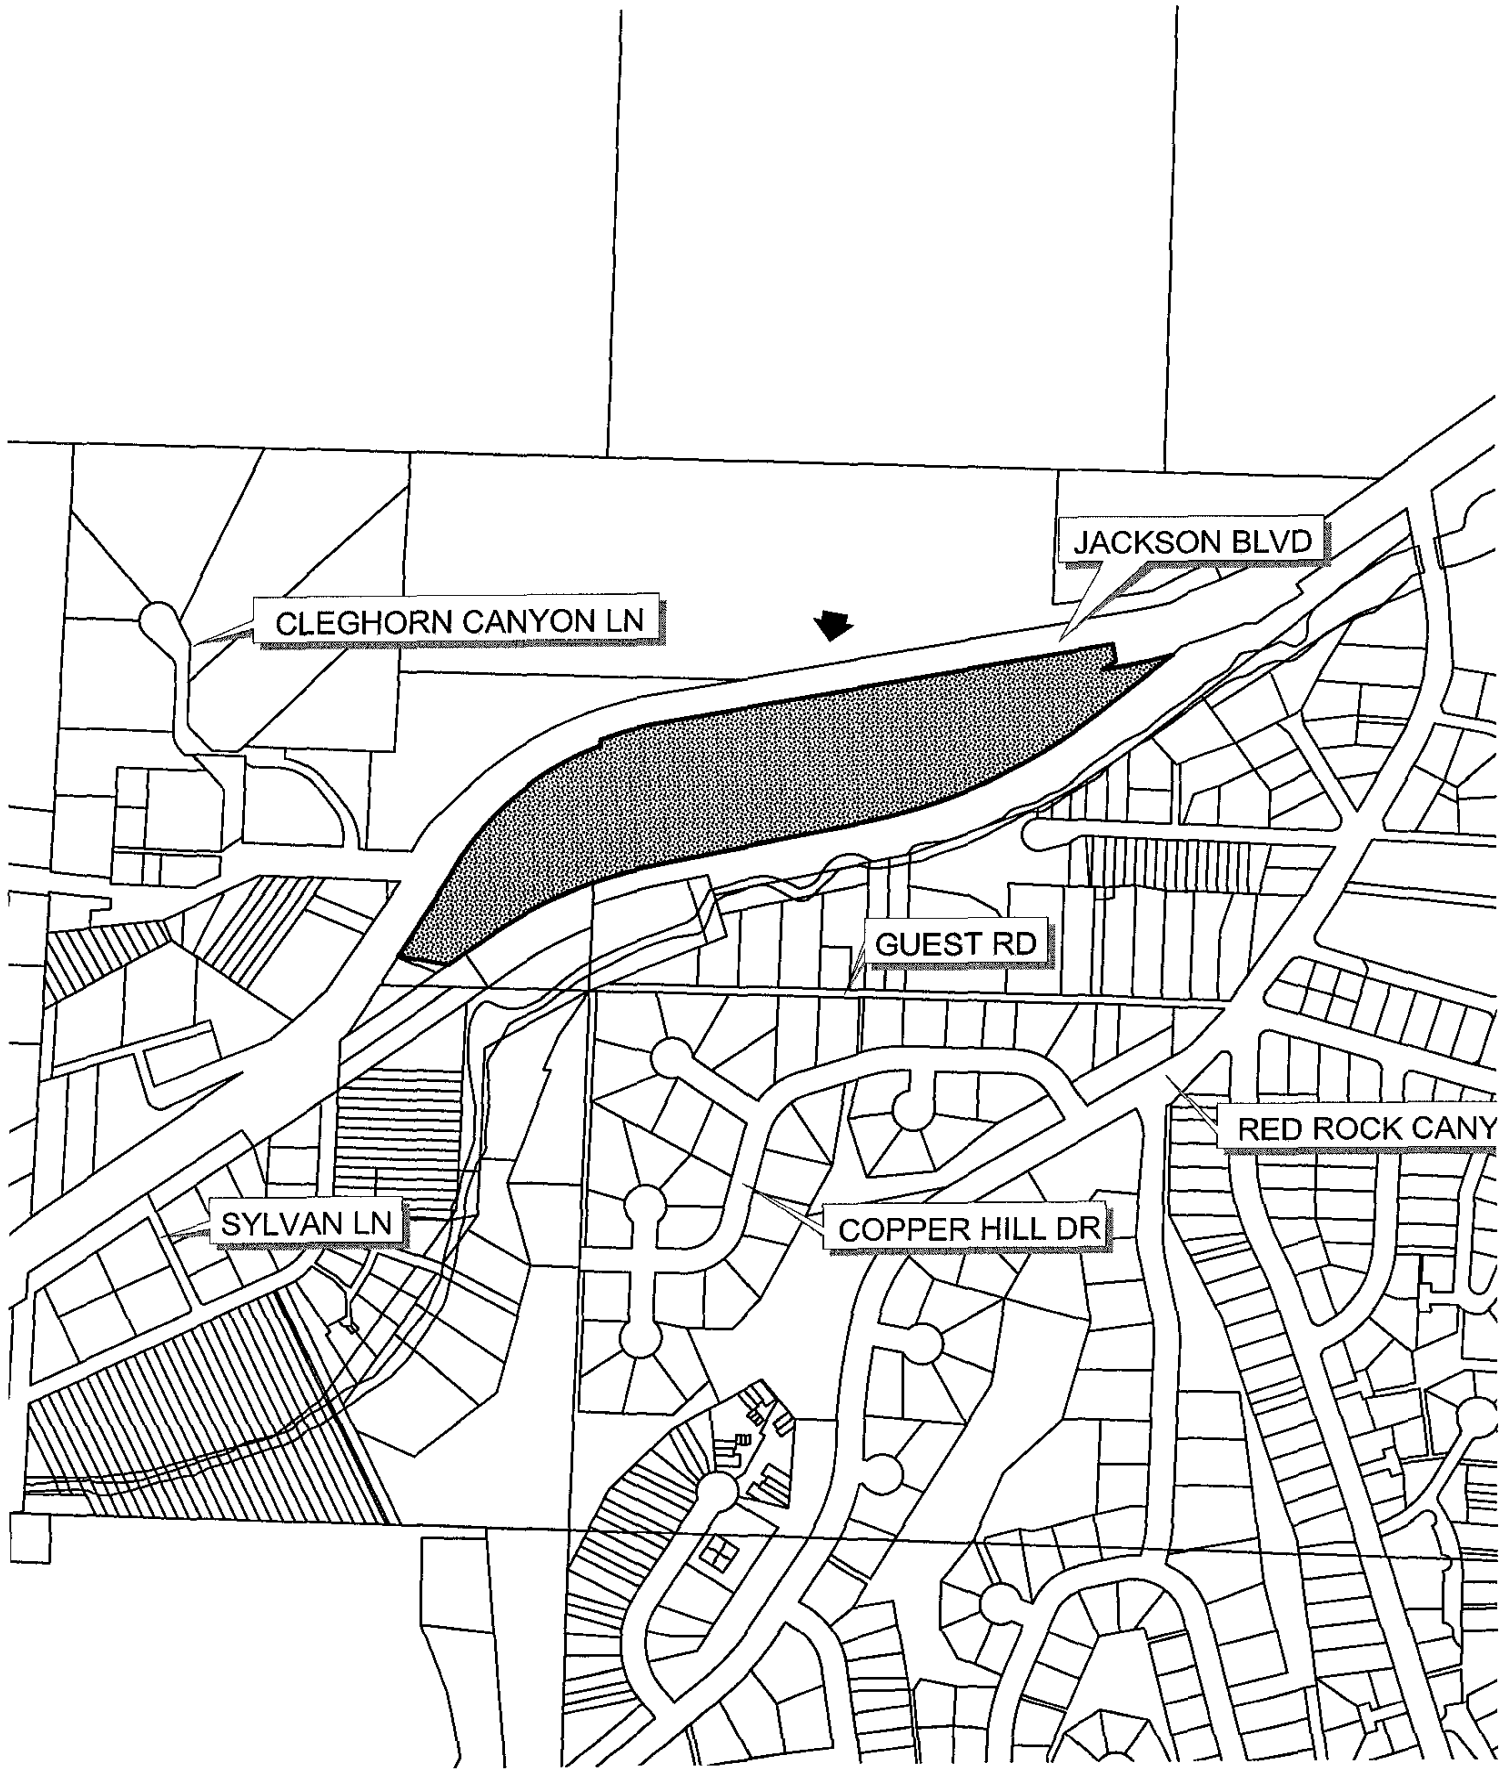 JACKSON BLVD
CLEGHORN CANYON LN
GUEST RD
RED ROCK CANY
SYLVAN LN
COPPER HILL DR